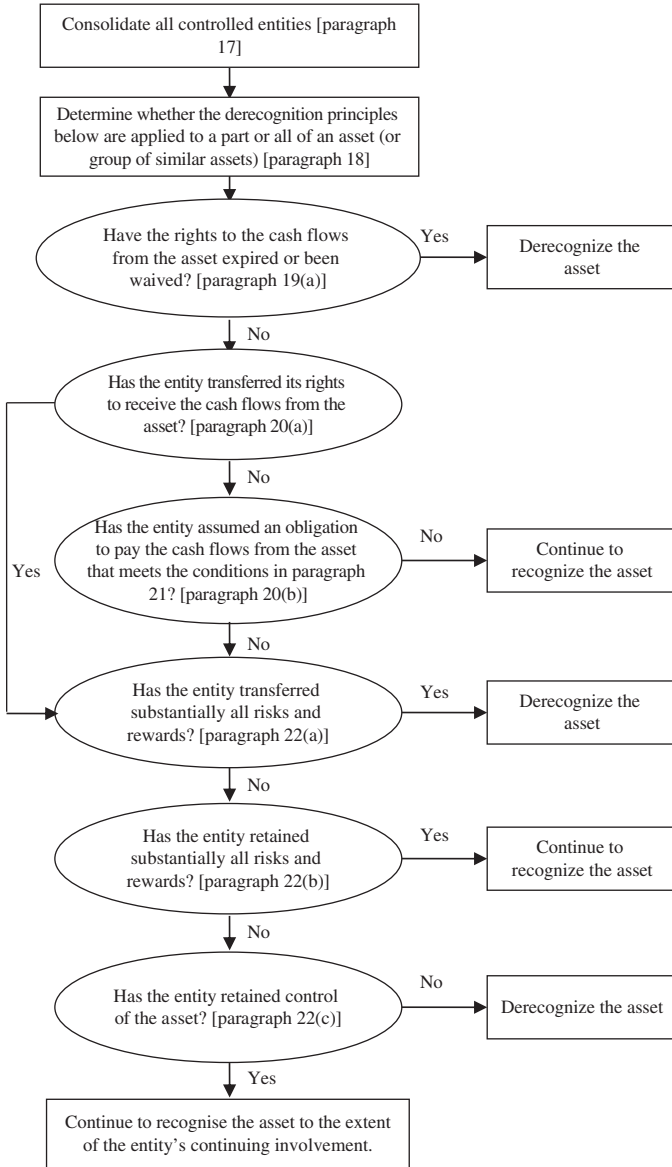 Consolidate all controlled entities [paragraph
17]
Determine whether the derecognition principles
below are applied to a part or all of an asset (or
group of similar assets) [paragraph 18]
Have the rights to the cash flows
from the asset expired or been
waived? [paragraph 19(a)]
Yes
Derecognize the
asset
No
Has the entity transferred its rights
to receive the cash flows from the
asset? [paragraph 20(a)]
No
Has the entity assumed an obligation
to pay the cash flows from the asset
that meets the conditions in paragraph
21? [paragraph 20(b)]
No
Continue to
recognize the asset
Yes
No
Has the entity transferred
substantially all risks and
rewards? [paragraph 22(a)]
Yes
Derecognize the
asset
No
Has the entity retained
substantially all risks and
rewards? [paragraph 22(b)]
Yes
Continue to
recognize the asset
No
Has the entity retained control
of the asset? [paragraph 22(c)]
No
Derecognize the asset
Yes
Continue to recognise the asset to the extent
of the entity’s continuing involvement.